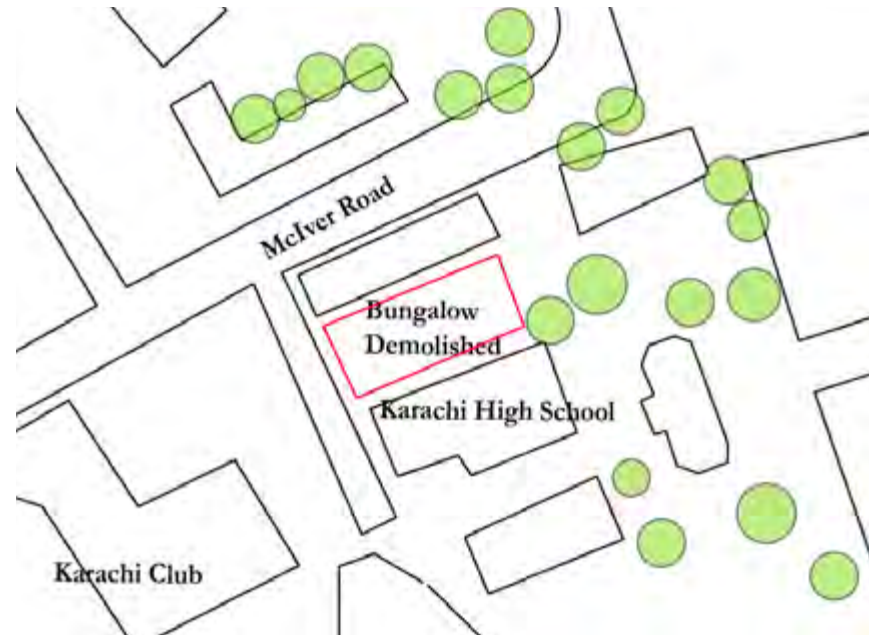 McIver Road
Bungalow
Demolished
Karachi High School
Karachi Club